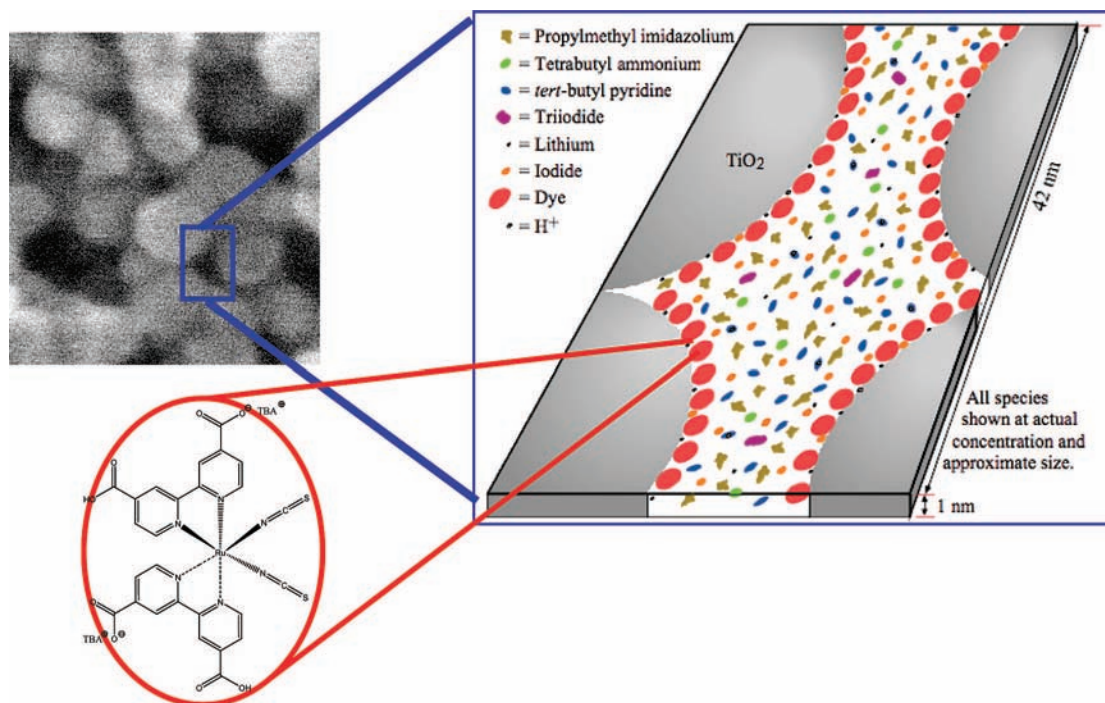 = Propylmethyl imidazolium
= Tetrabutyl ammonium
= tert-butyl pyridine
= Triiodide
= Lithium
= Iodide
= Dye
= H+
TiO2
42 nm
All species
shown at actual
concentration and
approximate size.
1 nm
O
O⊖ TBA⊕
O
HO
N
N
N C S
Ru
N C S
N
N
O
TBA⊕ O⊖
O
OH